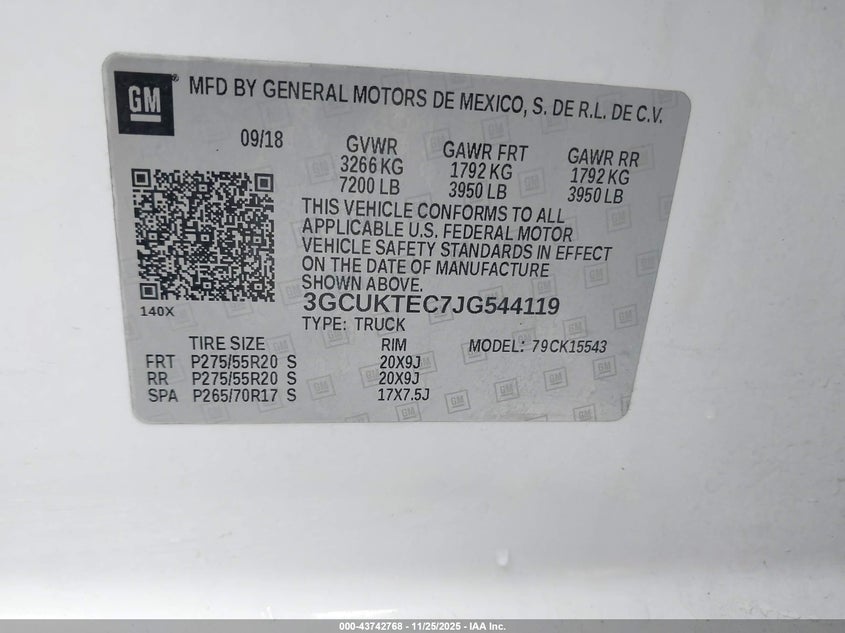 GM
MFD BY GENERAL MOTORS DE MEXICO, S. DE R.L. DE C.V.
09/18 GVWR GAWR FRT GAWR RR
3266 KG 1792 KG 1792 KG
7200 LB 3950 LB 3950 LB
THIS VEHICLE CONFORMS TO ALL
APPLICABLE U.S. FEDERAL MOTOR
VEHICLE SAFETY STANDARDS IN EFFECT
ON THE DATE OF MANUFACTURE
SHOWN ABOVE.
140X 3GCUKTEC7JG544119
TYPE: TRUCK MODEL: 79CK15543
TIRE SIZE RIM
FRT P275/55R20 S 20X9J
RR P275/55R20 S 20X9J
SPA P265/70R17 S 17X7.5J
000-43742768 - 11/25/2025 - IAA Inc.